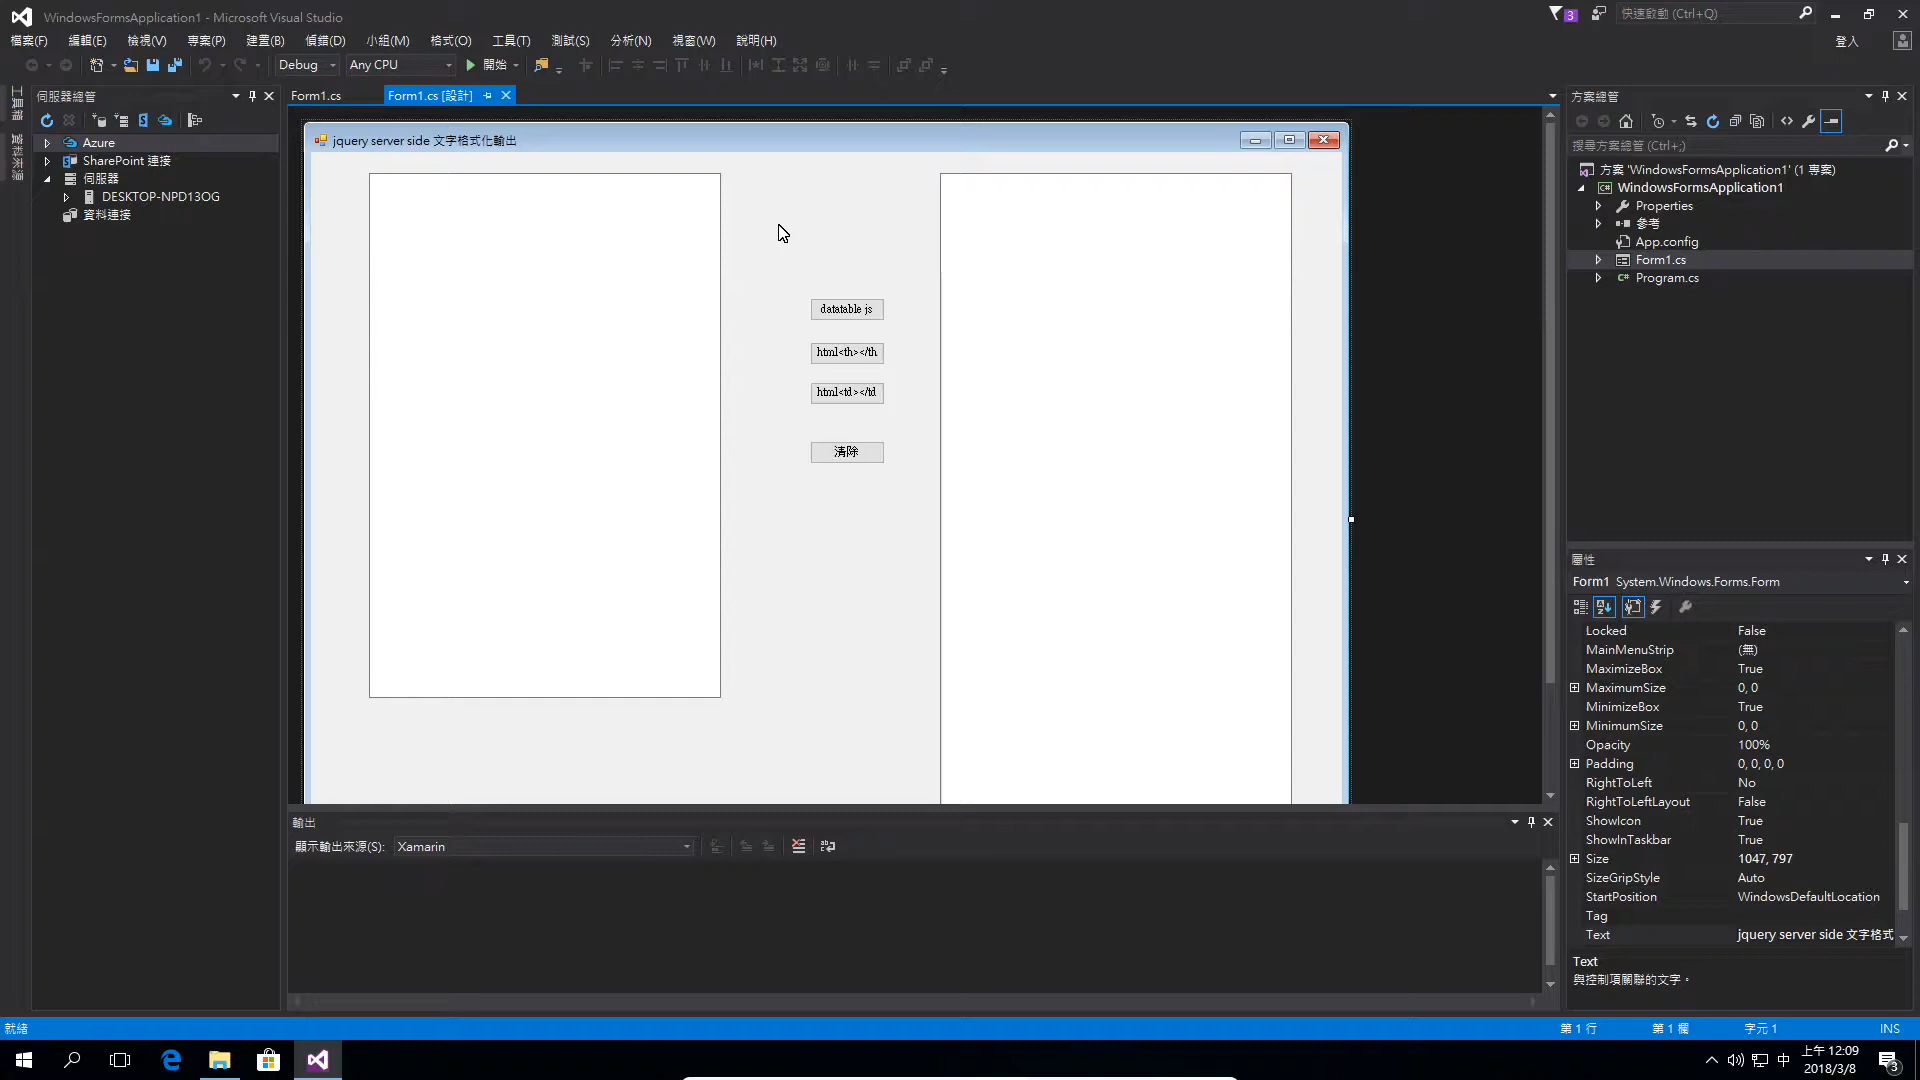 WindowsFormsApplication1 - Microsoft Visual Studio
3
快速啟動 (Ctrl+Q)
檔案(F) 編輯(E) 檢視(V) 專案(P) 建置(B) 偵錯(D) 小組(M) 格式(O) 工具(T) 測試(S) 分析(N) 視窗(W) 說明(H)
登入
Debug Any CPU 開始
工具箱
資料來源
伺服器總管
Azure
SharePoint 連接
伺服器
DESKTOP-NPD13OG
資料連接
Form1.cs Form1.cs [設計]
jquery server side 文字格式化輸出
datatable js
html<th></th
html<td></td
清除
輸出
顯示輸出來源(S): Xamarin
方案總管
搜尋方案總管 (Ctrl+;)
方案 'WindowsFormsApplication1' (1 專案)
WindowsFormsApplication1
Properties
參考
App.config
Form1.cs
Program.cs
屬性
Form1 System.Windows.Forms.Form
Locked False
MainMenuStrip (無)
MaximizeBox True
MaximumSize 0, 0
MinimizeBox True
MinimumSize 0, 0
Opacity 100%
Padding 0, 0, 0, 0
RightToLeft No
RightToLeftLayout False
ShowIcon True
ShowInTaskbar True
Size 1047, 797
SizeGripStyle Auto
StartPosition WindowsDefaultLocation
Tag
Text jquery server side 文字格式
Text
與控制項關聯的文字。
就緒 第 1 行 第 1 欄 字元 1 INS
中
上午 12:09
2018/3/8
3